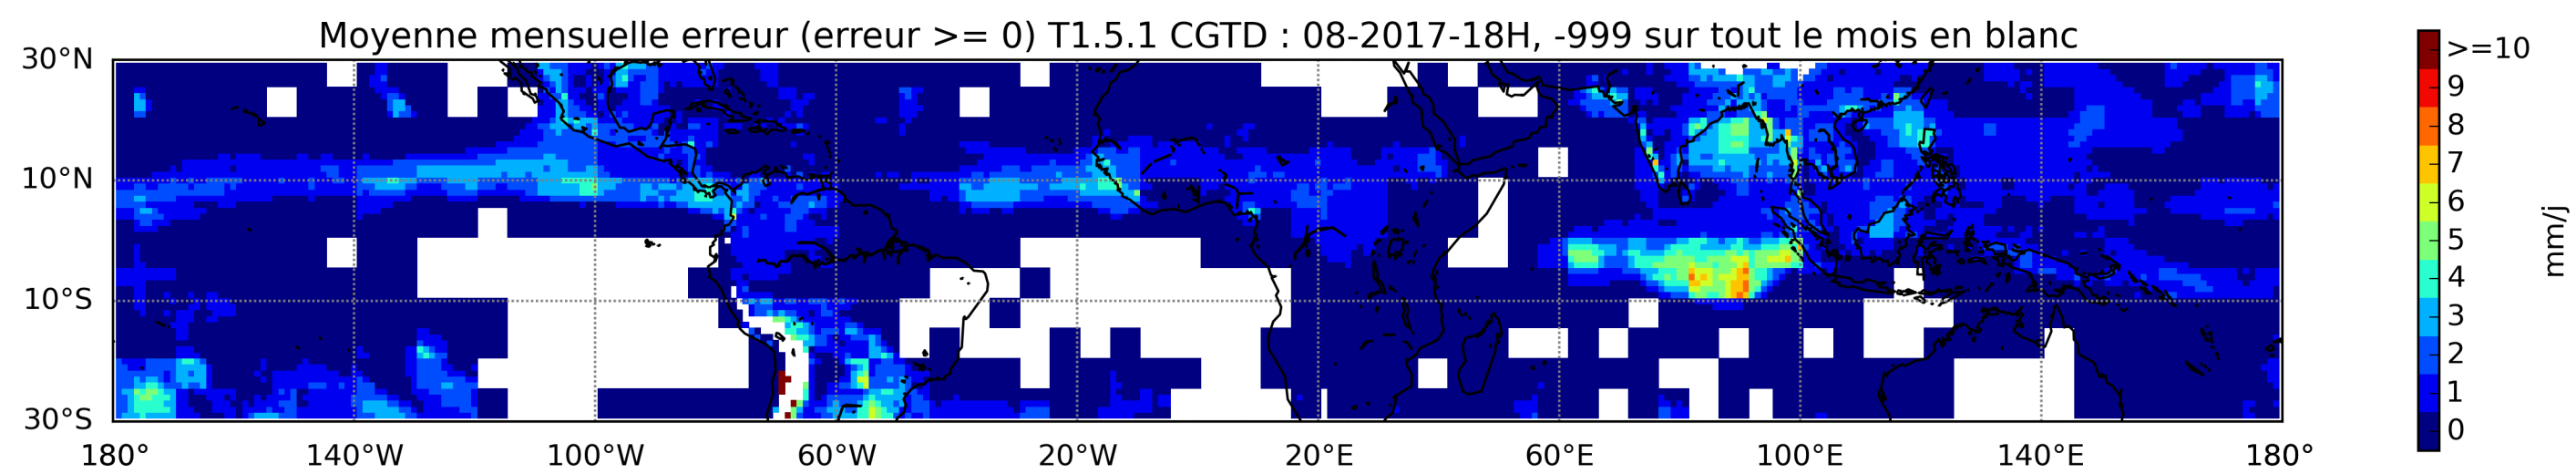 Moyenne mensuelle erreur (erreur >= 0) T1.5.1 CGTD : 08-2017-18H, -999 sur tout le mois en blanc
30°N
10°N
10°S
30°S
180° 140°W 100°W 60°W 20°W 20°E 60°E 100°E 140°E 180°
>=10
9
8
7
6
5
4
3
2
1
0
mm/j